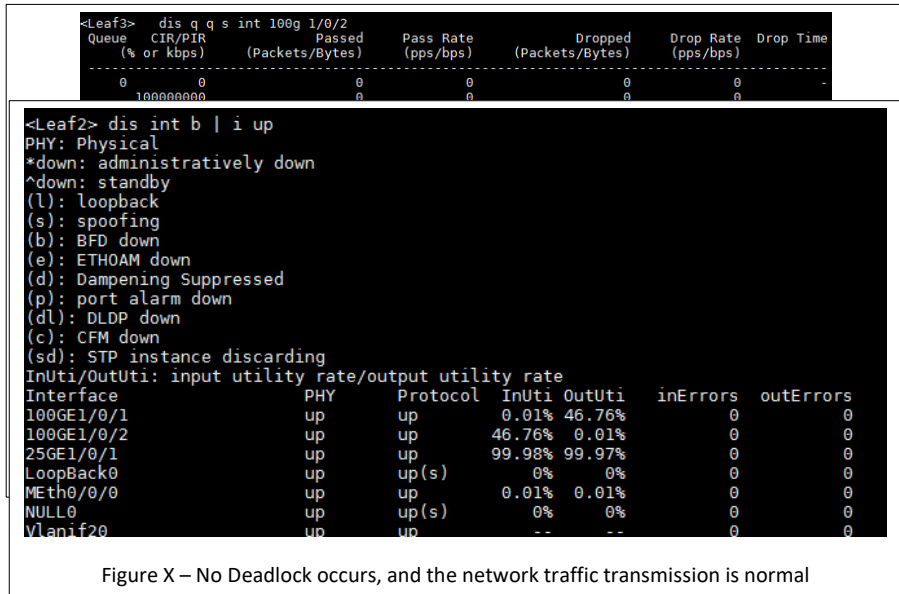 <Leaf3> dis q q s int 100g 1/0/2
Queue CIR/PIR Passed Pass Rate Dropped Drop Rate Drop Time
(% or kbps) (Packets/Bytes) (pps/bps) (Packets/Bytes) (pps/bps)
--------------------------------------------------------------------------------
0 0 0 0 0 0 -
100000000 0 0 0 0
<Leaf2> dis int b | i up
PHY: Physical
*down: administratively down
^down: standby
(l): loopback
(s): spoofing
(b): BFD down
(e): ETHOAM down
(d): Dampening Suppressed
(p): port alarm down
(dl): DLDP down
(c): CFM down
(sd): STP instance discarding
InUti/OutUti: input utility rate/output utility rate
Interface PHY Protocol InUti OutUti inErrors outErrors
100GE1/0/1 up up 0.01% 46.76% 0 0
100GE1/0/2 up up 46.76% 0.01% 0 0
25GE1/0/1 up up 99.98% 99.97% 0 0
LoopBack0 up up(s) 0% 0% 0 0
MEth0/0/0 up up 0.01% 0.01% 0 0
NULL0 up up(s) 0% 0% 0 0
Vlanif20 up up -- -- 0 0
Figure X – No Deadlock occurs, and the network traffic transmission is normal